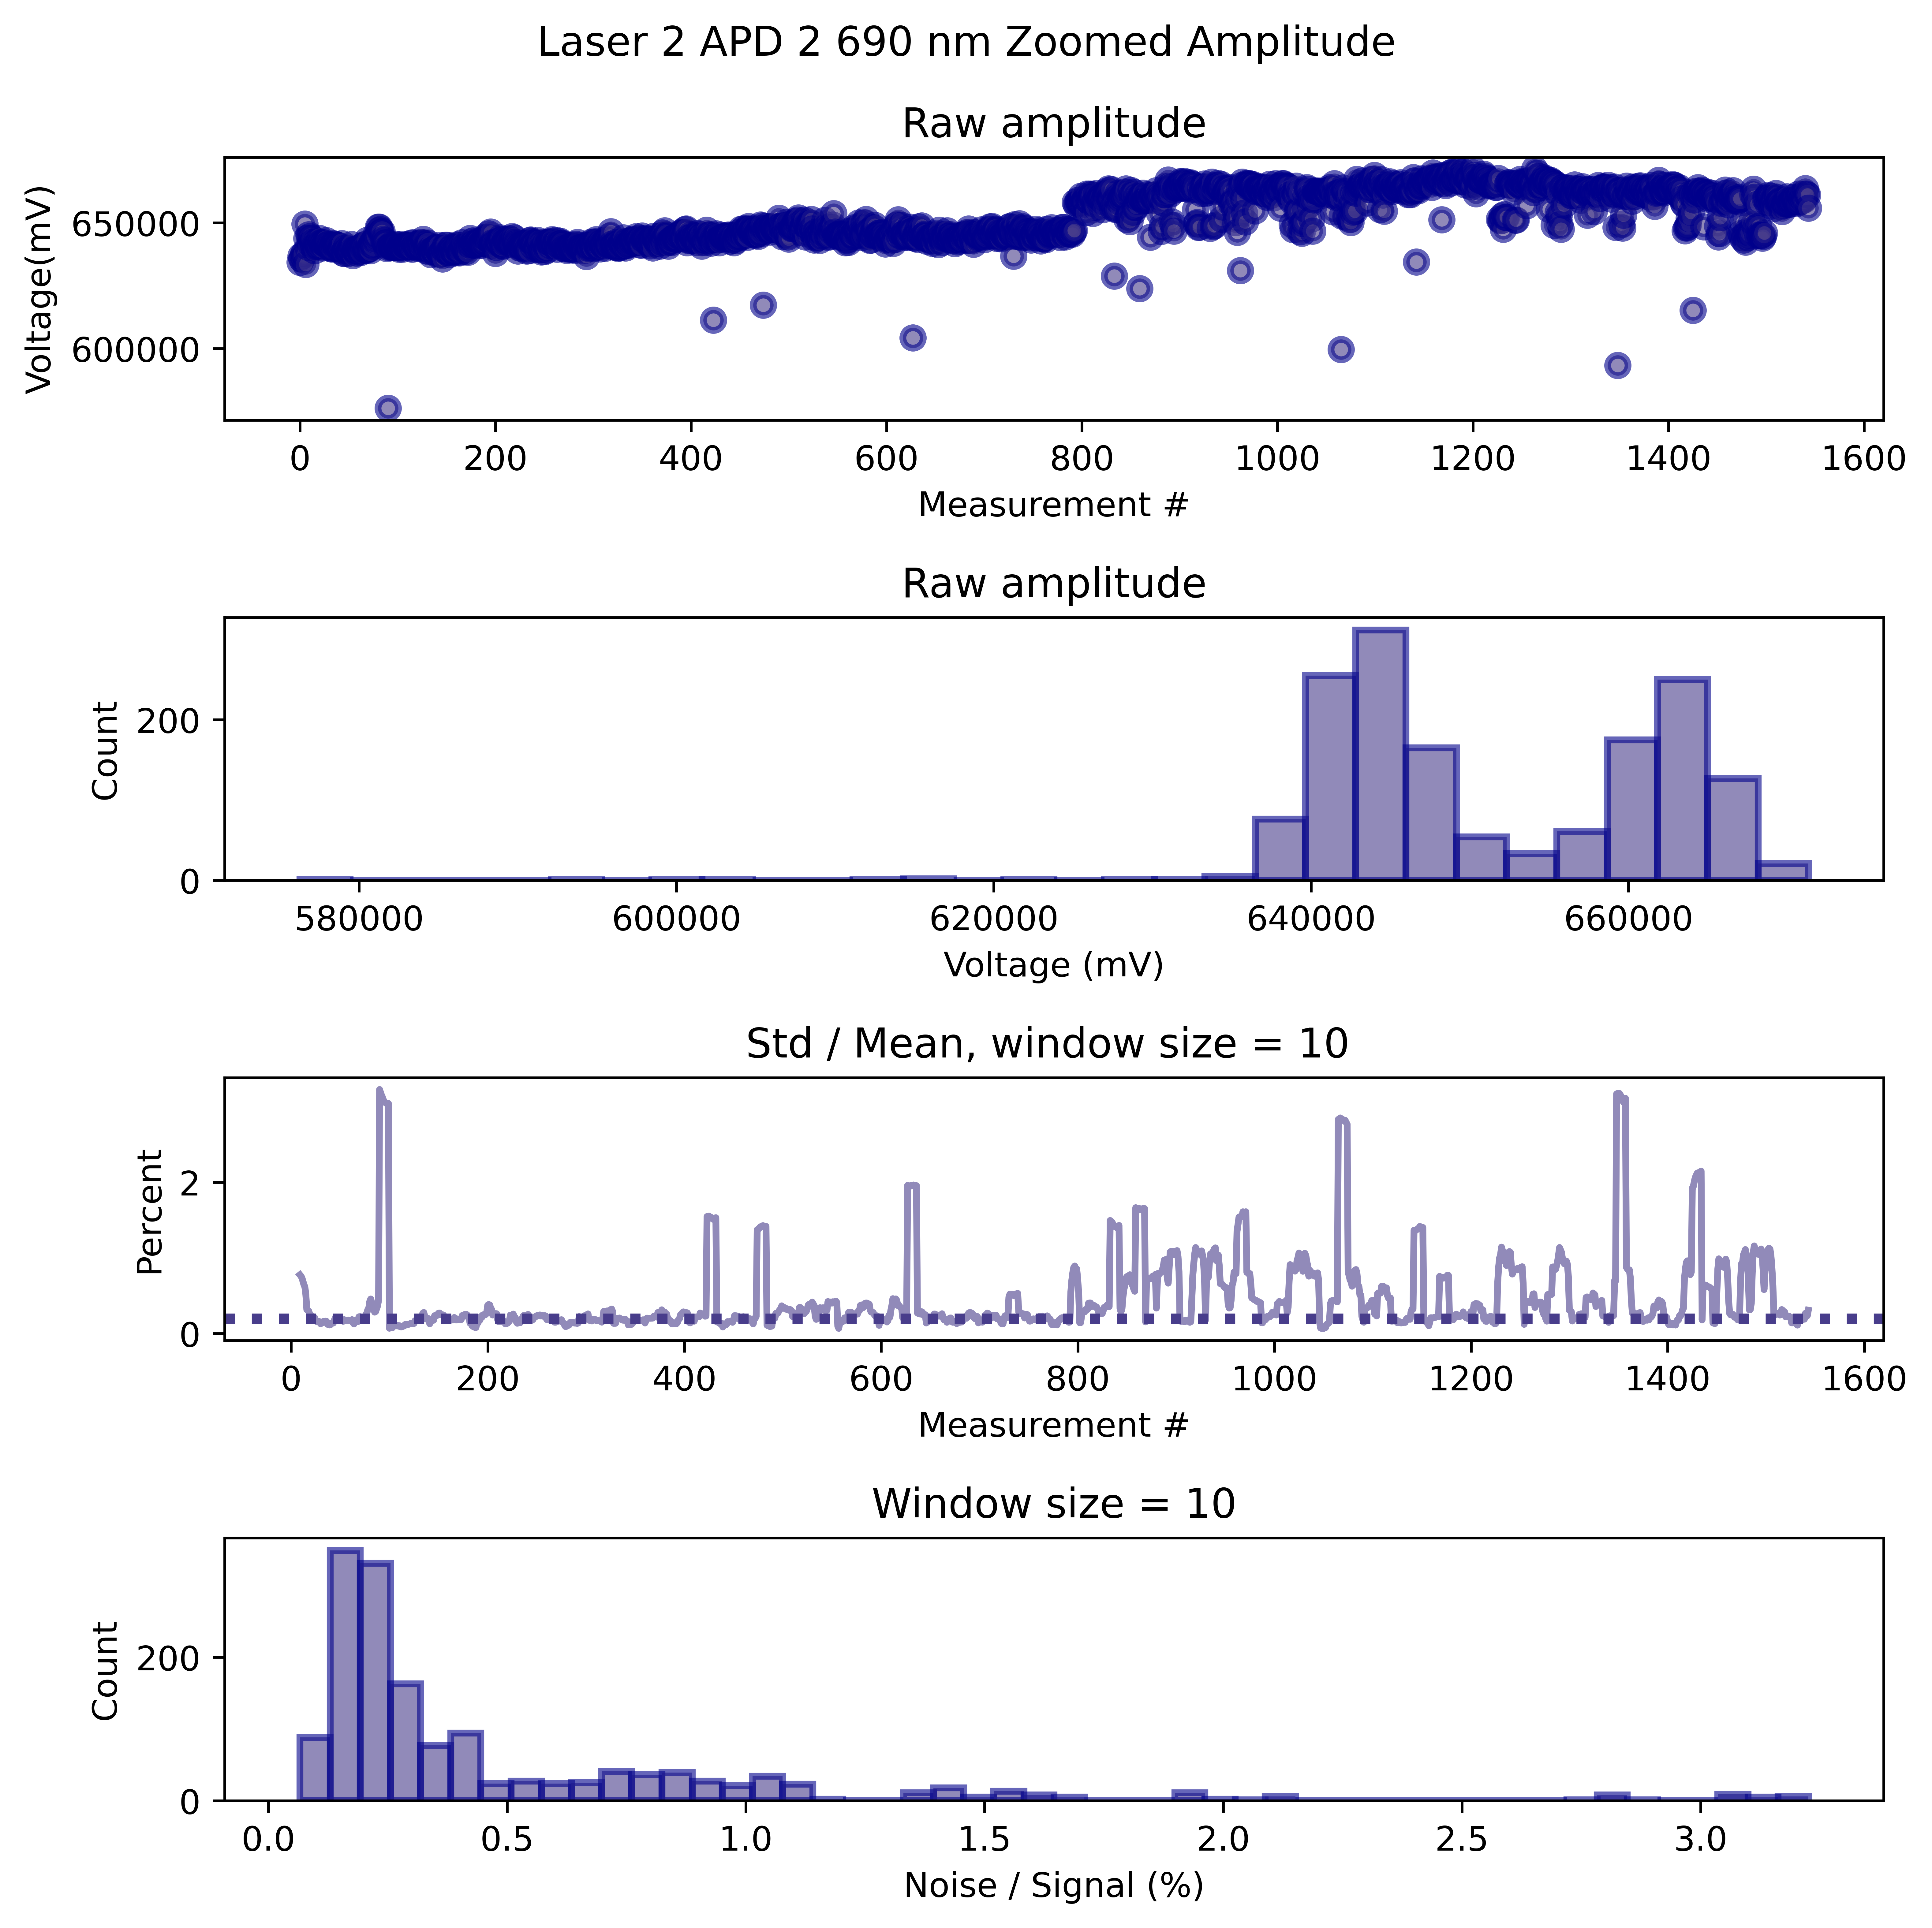 Laser 2 APD 2 690 nm Zoomed Amplitude
Raw amplitude
Voltage(mV)
650000
600000
0 200 400 600 800 1000 1200 1400 1600
Measurement #
Raw amplitude
Count
200
0
580000 600000 620000 640000 660000
Voltage (mV)
Std / Mean, window size = 10
Percent
2
0
0 200 400 600 800 1000 1200 1400 1600
Measurement #
Window size = 10
Count
200
0
0.0 0.5 1.0 1.5 2.0 2.5 3.0
Noise / Signal (%)